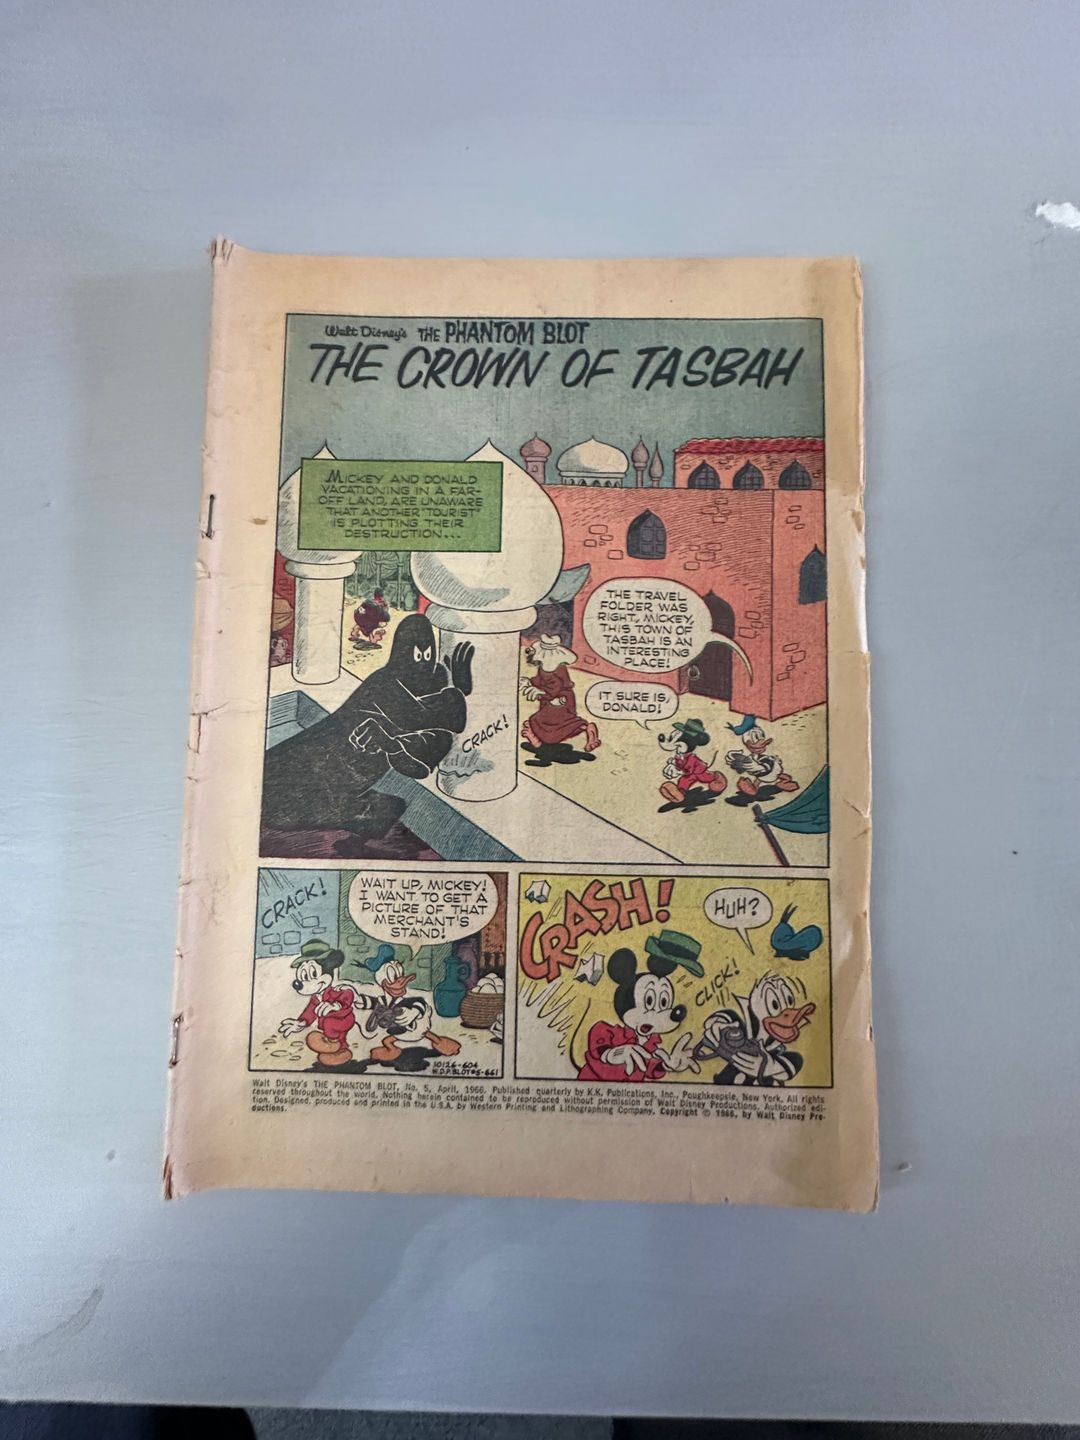 Walt Disney's THE PHANTOM BLOT
THE CROWN OF TASBAH
MICKEY AND DONALD
VACATIONING IN A FAR-
OFF LAND, ARE UNAWARE
THAT ANOTHER "TOURIST"
IS PLOTTING THEIR
DESTRUCTION...
THE TRAVEL
FOLDER WAS
RIGHT, MICKEY,
THIS TOWN OF
TASBAH IS AN
INTERESTING
PLACE!
IT SURE IS,
DONALD!
CRACK!
CRACK!
WAIT UP, MICKEY!
I WANT TO GET A
PICTURE OF THAT
MERCHANT'S
STAND!
10126-604
W.D.P.BLOT#5-661
CRASH!
HUH?
CLICK!
Walt Disney's THE PHANTOM BLOT, No. 5, April, 1966. Published quarterly by K.K. Publications, Inc., Poughkeepsie, New York. All rights
reserved throughout the world. Nothing herein contained to be reproduced without permission of Walt Disney Productions. Authorized edi-
tion. Designed, produced and printed in the U.S.A. by Western Printing and Lithographing Company. Copyright © 1966, by Walt Disney Pro-
ductions.